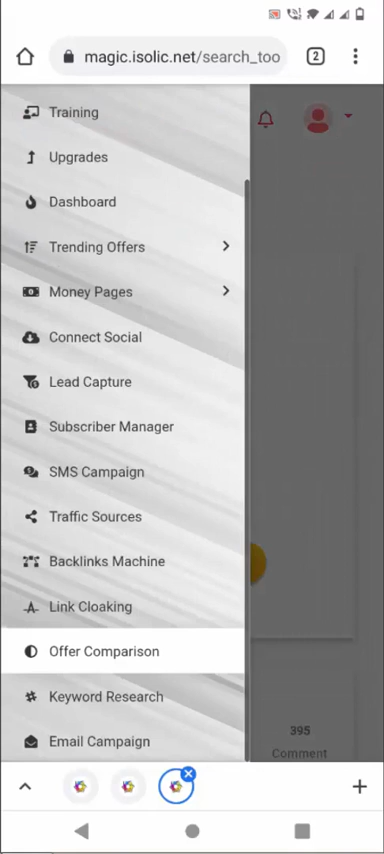 magic.isolic.net/search_too
2
Training
Upgrades
Dashboard
Trending Offers
Money Pages
Connect Social
Lead Capture
Subscriber Manager
SMS Campaign
Traffic Sources
Backlinks Machine
Link Cloaking
Offer Comparison
Keyword Research
395
Email Campaign
Comment